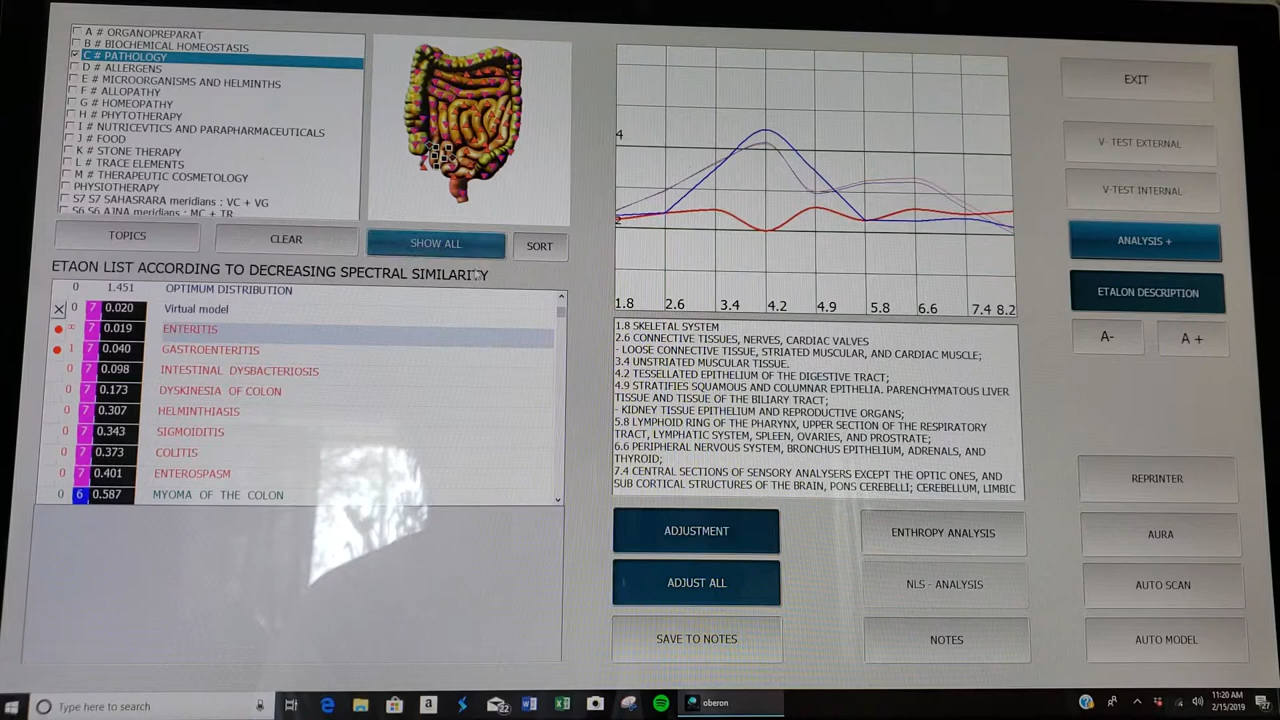 A # ORGANOPREPARAT
B # BIOCHEMICAL HOMEOSTASIS
C # PATHOLOGY
D # ALLERGENS
E # MICROORGANISMS AND HELMINTHS
F # ALLOPATHY
G # HOMEOPATHY
H # PHYTOTHERAPY
I # NUTRICEVTICS AND PARAPHARMACEUTICALS
J # FOOD
K # STONE THERAPY
L # TRACE ELEMENTS
M # THERAPEUTIC COSMETOLOGY
PHYSIOTHERAPY
S7 S7 SAHASRARA meridians : VC + VG
S6 S6 AJNA meridians : MC + TR
TOPICS
CLEAR
SHOW ALL
SORT
ETAON LIST ACCORDING TO DECREASING SPECTRAL SIMILARITY
0 1.451 OPTIMUM DISTRIBUTION
0 7 0.020 Virtual model
∞ 7 0.019 ENTERITIS
1 7 0.040 GASTROENTERITIS
0 7 0.098 INTESTINAL DYSBACTERIOSIS
0 7 0.173 DYSKINESIA OF COLON
0 7 0.307 HELMINTHIASIS
0 7 0.343 SIGMOIDITIS
0 7 0.373 COLITIS
0 7 0.401 ENTEROSPASM
0 6 0.587 MYOMA OF THE COLON
4
2
1.8 2.6 3.4 4.2 4.9 5.8 6.6 7.4 8.2
1.8 SKELETAL SYSTEM
2.6 CONNECTIVE TISSUES, NERVES, CARDIAC VALVES
- LOOSE CONNECTIVE TISSUE, STRIATED MUSCULAR, AND CARDIAC MUSCLE;
3.4 UNSTRIATED MUSCULAR TISSUE.
4.2 TESSELLATED EPITHELIUM OF THE DIGESTIVE TRACT;
4.9 STRATIFIES SQUAMOUS AND COLUMNAR EPITHELIA. PARENCHYMATOUS LIVER
TISSUE AND TISSUE OF THE BILIARY TRACT;
- KIDNEY TISSUE EPITHELIUM AND REPRODUCTIVE ORGANS;
5.8 LYMPHOID RING OF THE PHARYNX, UPPER SECTION OF THE RESPIRATORY
TRACT, LYMPHATIC SYSTEM, SPLEEN, OVARIES, AND PROSTRATE;
6.6 PERIPHERAL NERVOUS SYSTEM, BRONCHUS EPITHELIUM, ADRENALS, AND
THYROID;
7.4 CENTRAL SECTIONS OF SENSORY ANALYSERS EXCEPT THE OPTIC ONES, AND
SUB CORTICAL STRUCTURES OF THE BRAIN, PONS CEREBELLI; CEREBELLUM, LIMBIC
ADJUSTMENT
ENTHROPY ANALYSIS
ADJUST ALL
NLS - ANALYSIS
SAVE TO NOTES
NOTES
EXIT
V- TEST EXTERNAL
V-TEST INTERNAL
ANALYSIS +
ETALON DESCRIPTION
A- A +
REPRINTER
AURA
AUTO SCAN
AUTO MODEL
Type here to search
22
oberon
11:20 AM
2/15/2019
27